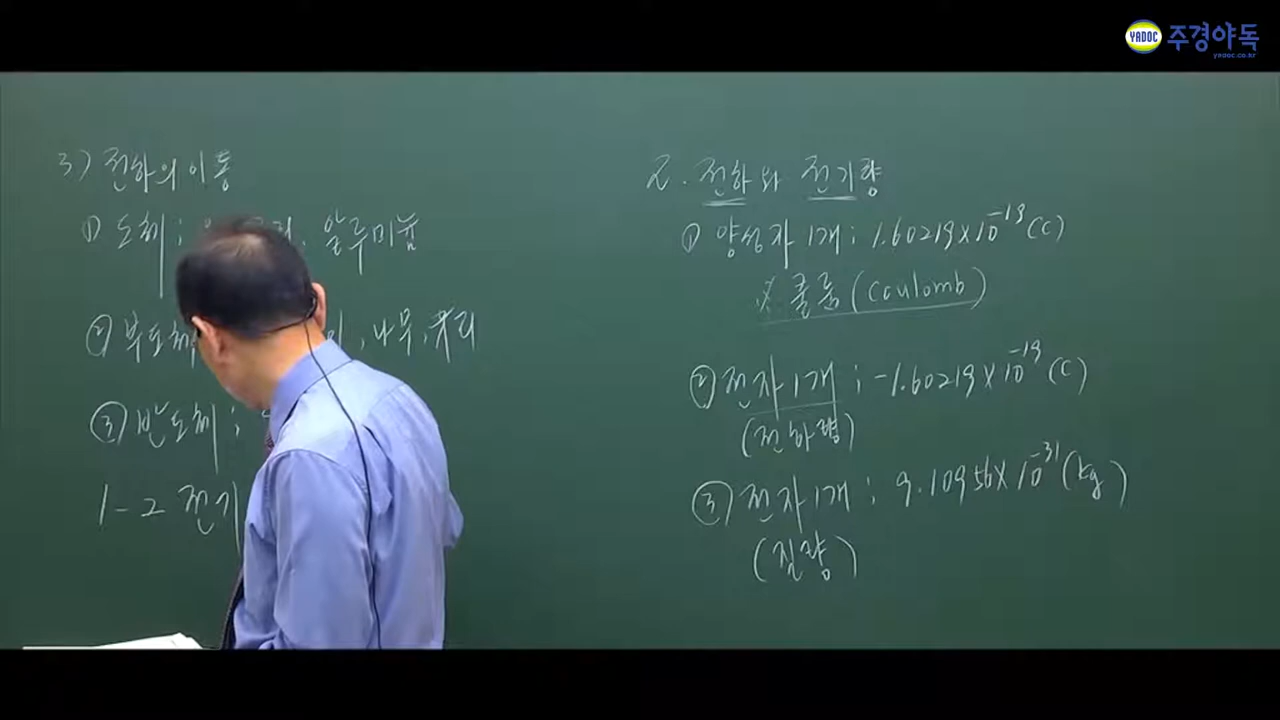 YADOC 주경야독
yadoc.co.kr
3) 전하의 이동
① 도체 ; 알루미늄
② 부도체 , 나무, 유리
③ 반도체 ;
1-2 전기
2. 전하와 전기량
① 양성자 1개 ; 1.60219×10⁻¹⁹(C)
※ 쿨롱 (Coulomb)
② 전자 1개 ; -1.60219×10⁻¹⁹(C)
(전하량)
③ 전자 1개 ; 9.10956×10⁻³¹(kg)
(질량)